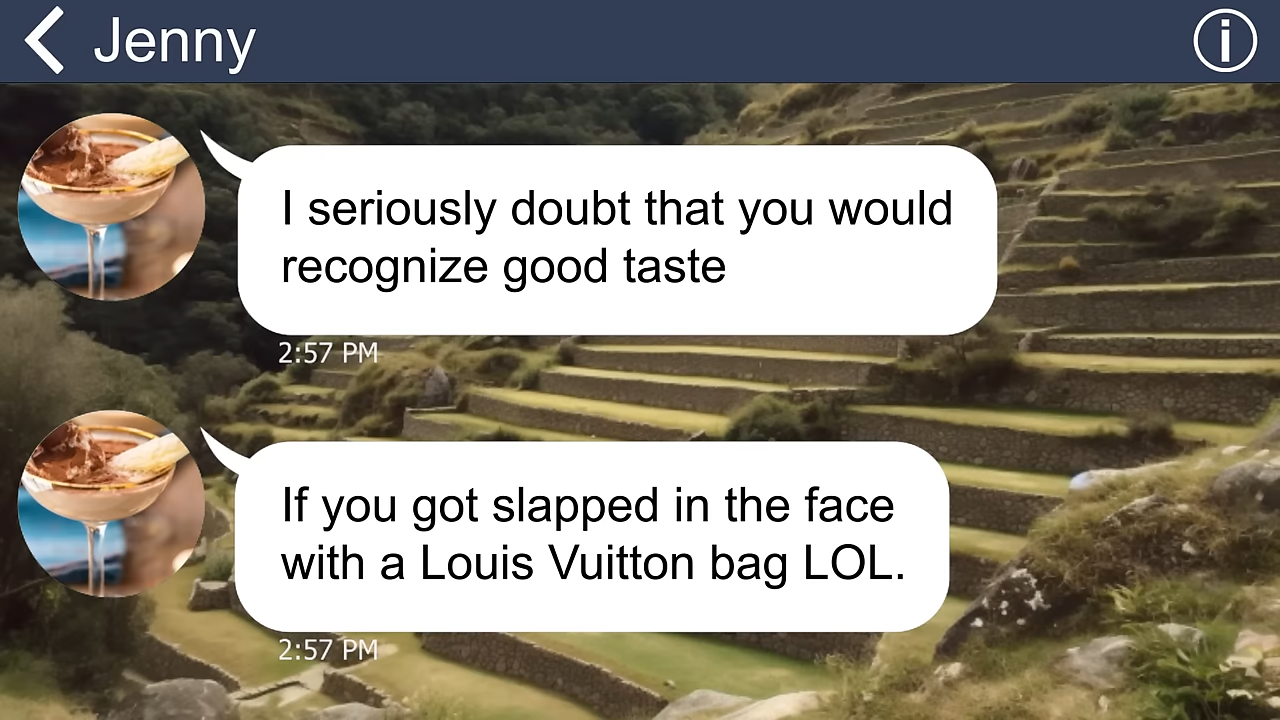 Jenny
I seriously doubt that you would
recognize good taste
2:57 PM
If you got slapped in the face
with a Louis Vuitton bag LOL.
2:57 PM